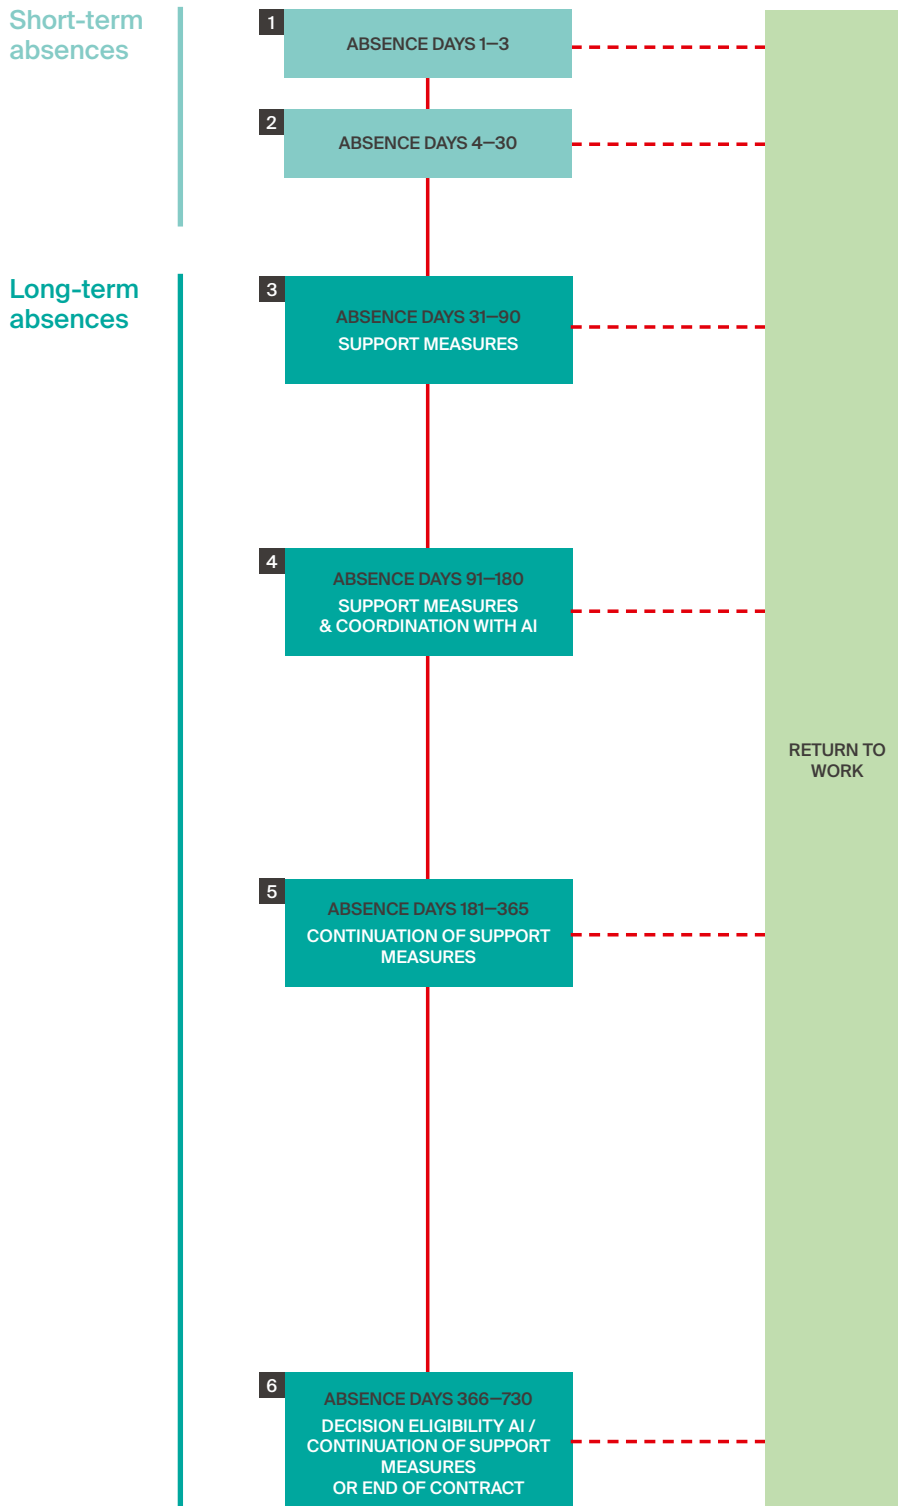 Short-term
absences
1
ABSENCE DAYS 1–3
2
ABSENCE DAYS 4–30
Long-term
absences
3
ABSENCE DAYS 31–90
SUPPORT MEASURES
4
ABSENCE DAYS 91–180
SUPPORT MEASURES
& COORDINATION WITH AI
RETURN TO
WORK
5
ABSENCE DAYS 181–365
CONTINUATION OF SUPPORT
MEASURES
6
ABSENCE DAYS 366–730
DECISION ELIGIBILITY AI /
CONTINUATION OF SUPPORT
MEASURES
OR END OF CONTRACT